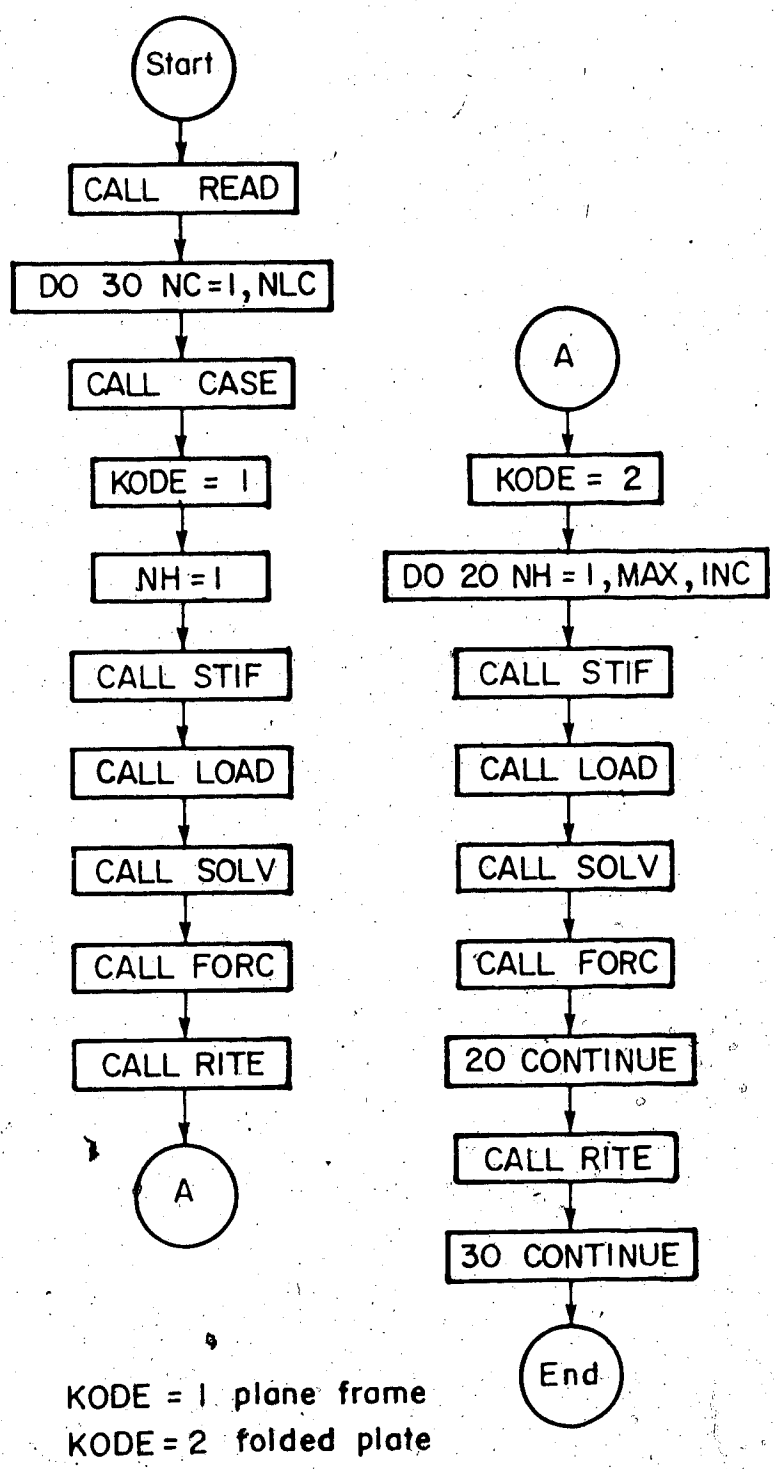 Start
CALL READ
DO 30 NC=1,NLC
CALL CASE
KODE = 1
NH=1
CALL STIF
CALL LOAD
CALL SOLV
CALL FORC
CALL RITE
A
A
KODE = 2
DO 20 NH=1,MAX,INC
CALL STIF
CALL LOAD
CALL SOLV
CALL FORC
20 CONTINUE
CALL RITE
30 CONTINUE
End
KODE = 1 plane frame
KODE=2 folded plate